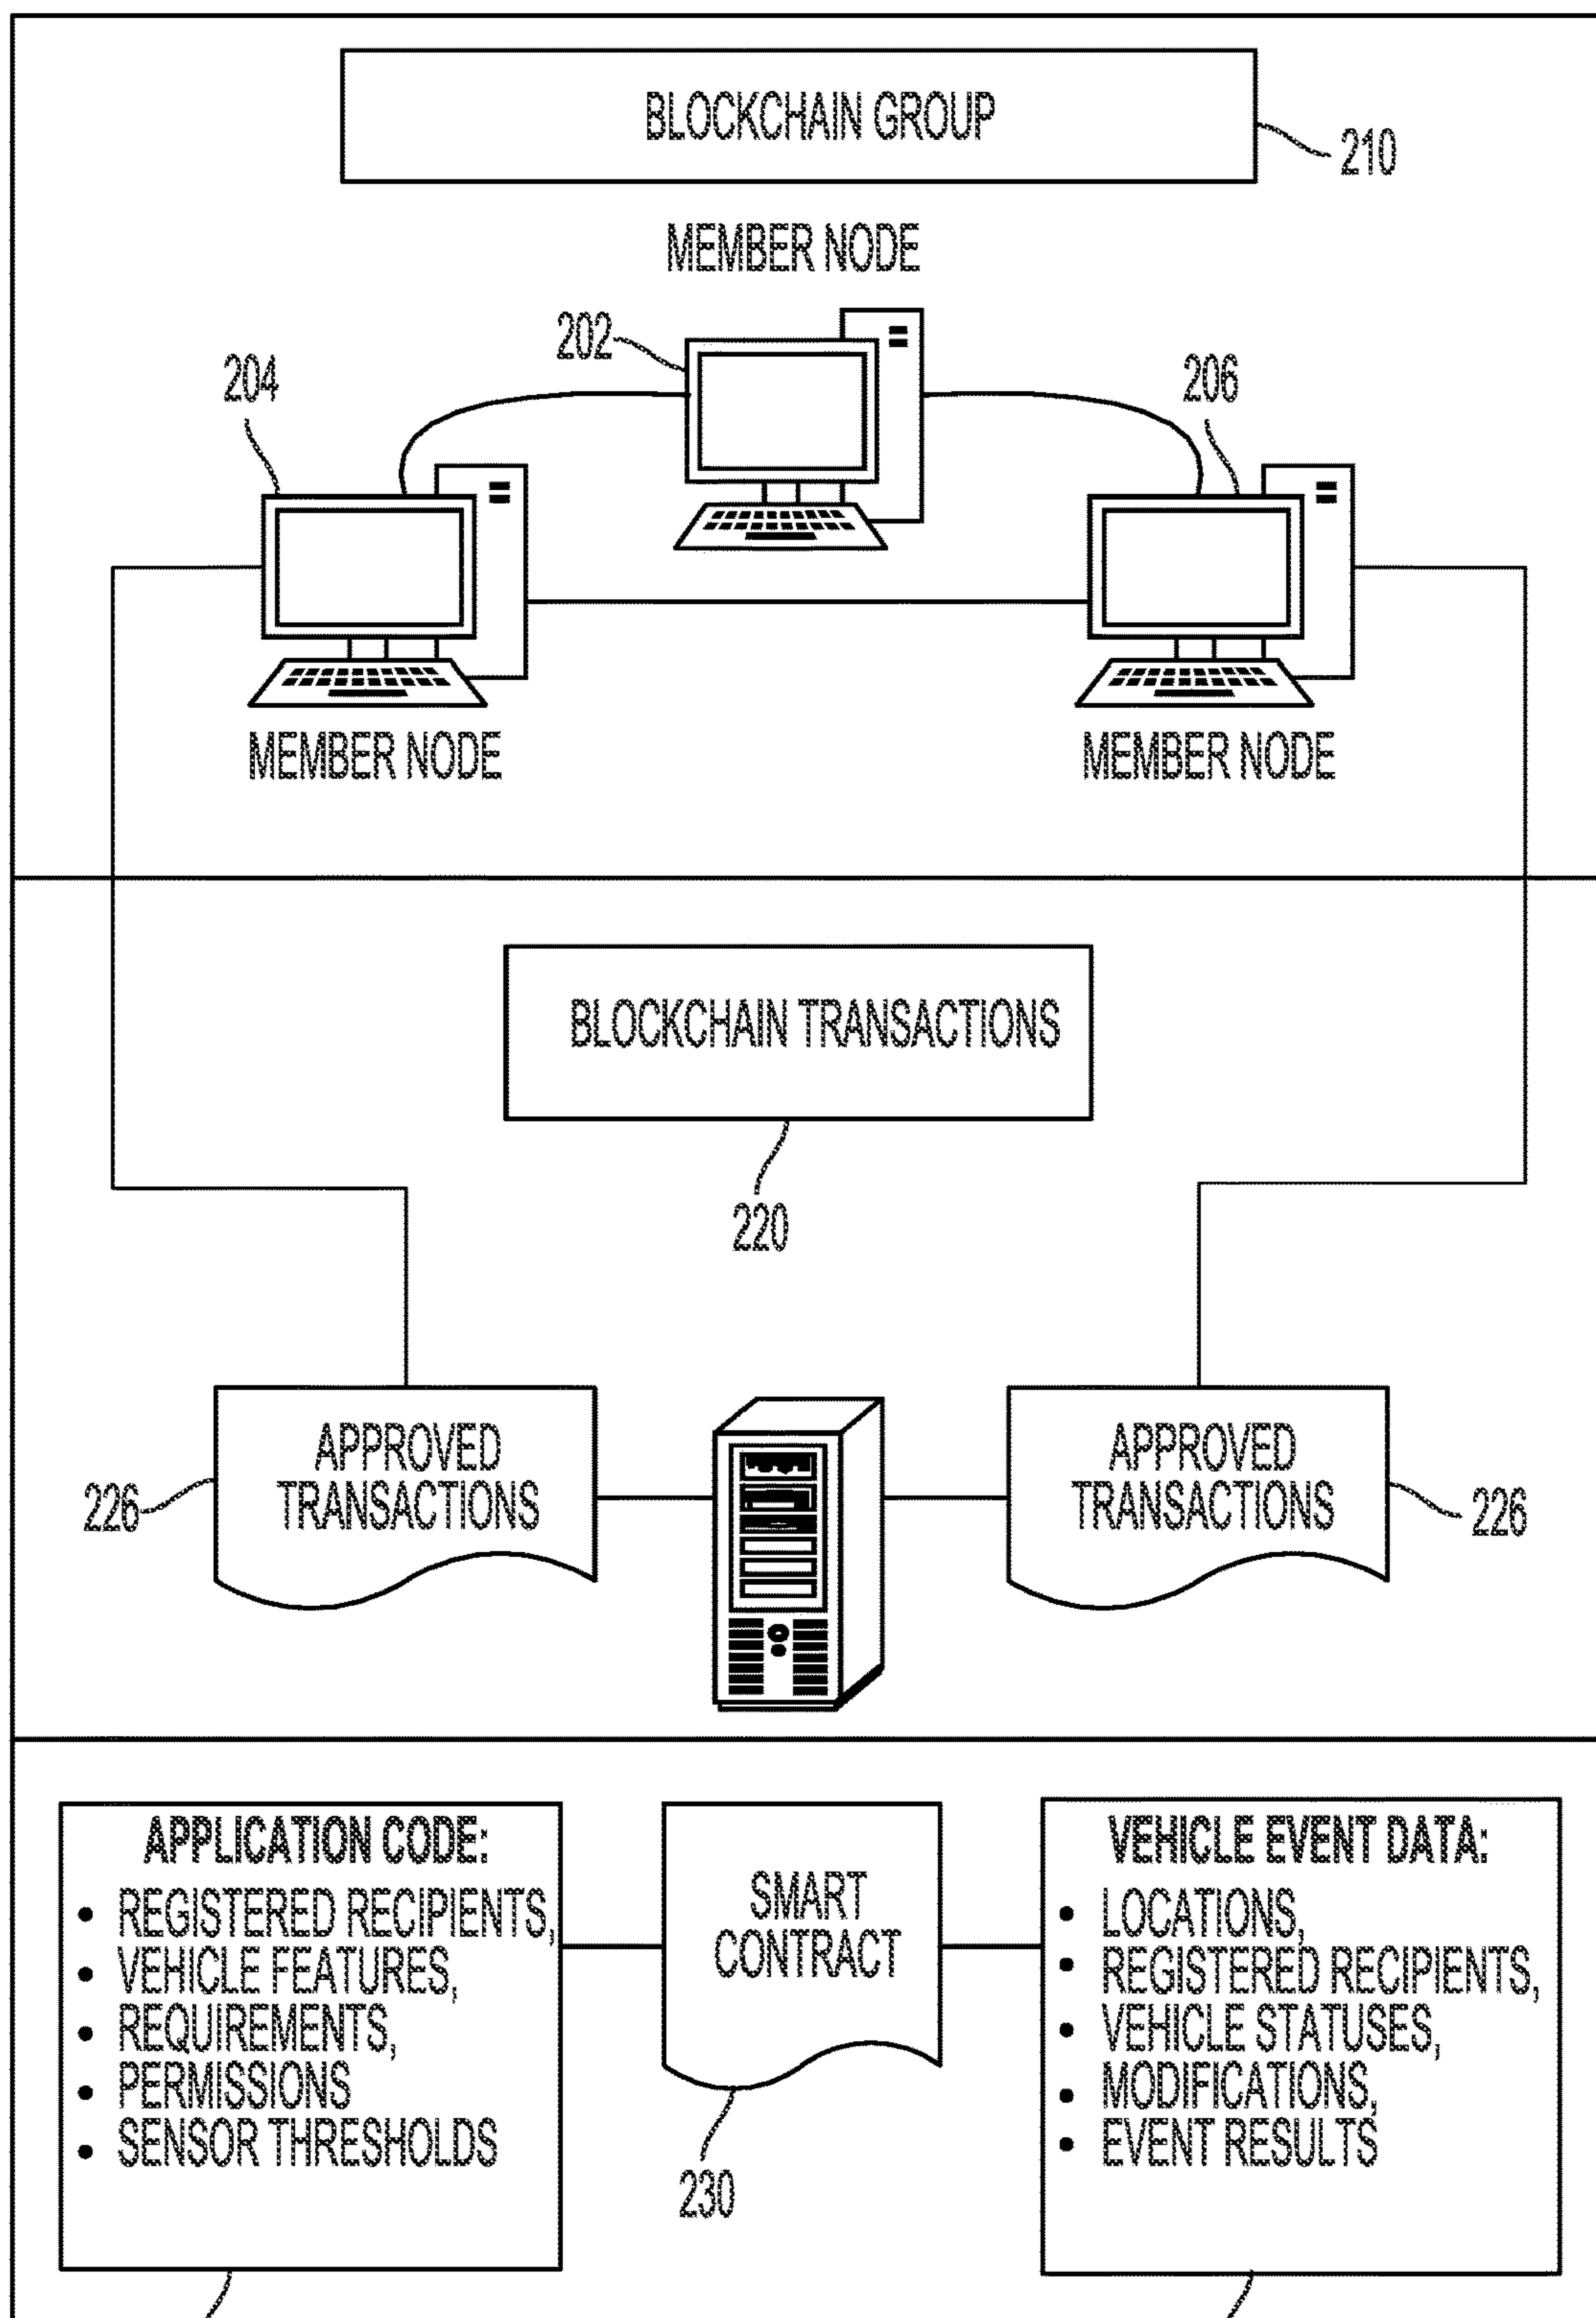 BLOCKCHAIN GROUP
210
MEMBER NODE
202
204
206
MEMBER NODE
MEMBER NODE
BLOCKCHAIN TRANSACTIONS
220
APPROVED
TRANSACTIONS
226
APPROVED
TRANSACTIONS
226
APPLICATION CODE:
• REGISTERED RECIPIENTS,
• VEHICLE FEATURES,
• REQUIREMENTS,
• PERMISSIONS
• SENSOR THRESHOLDS
SMART
CONTRACT
230
VEHICLE EVENT DATA:
• LOCATIONS,
• REGISTERED RECIPIENTS,
• VEHICLE STATUSES,
• MODIFICATIONS,
• EVENT RESULTS